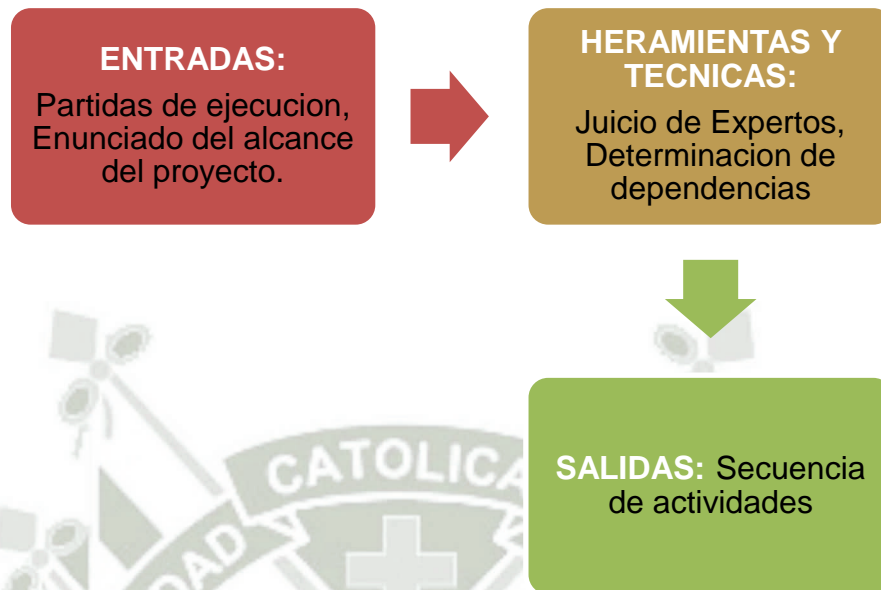 ENTRADAS:
Partidas de ejecucion,
Enunciado del alcance
del proyecto.
HERAMIENTAS Y
TECNICAS:
Juicio de Expertos,
Determinacion de
dependencias
SALIDAS: Secuencia
de actividades
CATOLICA
DAD